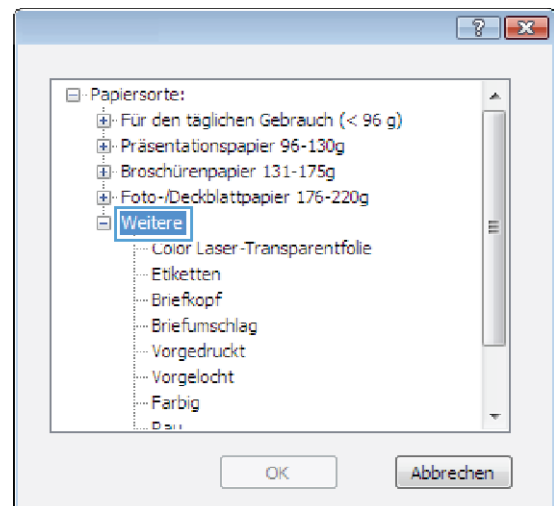 Papiersorte:
Für den täglichen Gebrauch (< 96 g)
Präsentationspapier 96-130g
Broschürenpapier 131-175g
Foto-/Deckblattpapier 176-220g
Weitere
Color Laser-Transparentfolie
Etiketten
Briefkopf
Briefumschlag
Vorgedruckt
Vorgelocht
Farbig
OK
Abbrechen